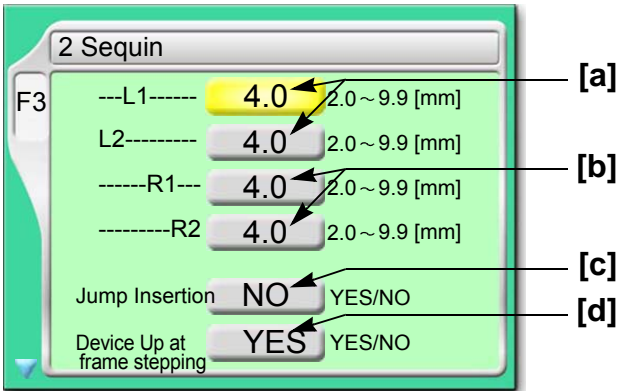 2 Sequin
[a]
F3
---L1------ 4.0 2.0～9.9 [mm]
L2--------- 4.0 2.0～9.9 [mm]
[b]
------R1--- 4.0 2.0～9.9 [mm]
---------R2 4.0 2.0～9.9 [mm]
[c]
Jump Insertion NO YES/NO
[d]
Device Up at
frame stepping YES YES/NO